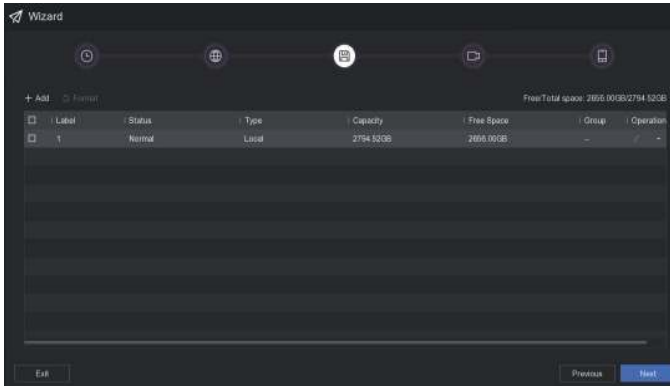 Wizard
+ Add Format Free/Total space: 2656.00GB/2794.52GB
Label Status Type Capacity Free Space Group Operation
1 Normal Local 2794.52GB 2656.00GB – -
Exit Previous Next